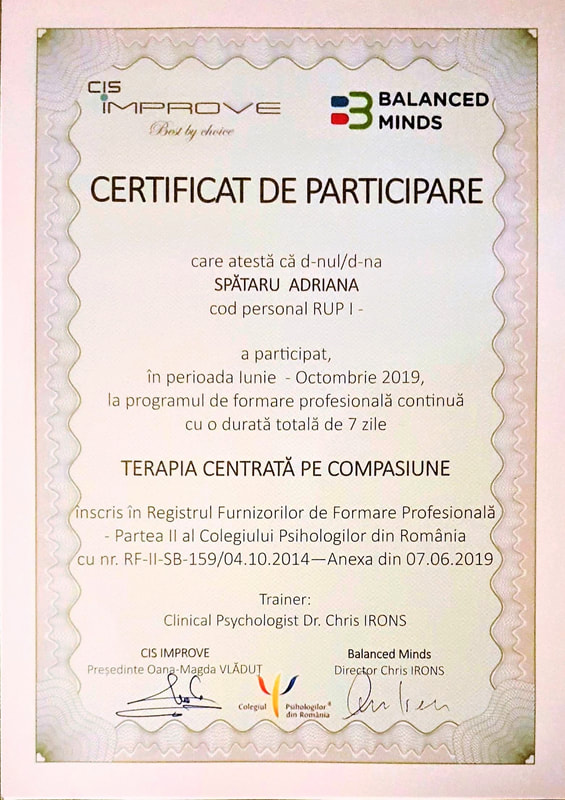 CIS
IMPROVE
Best by choice
BALANCED
MINDS
CERTIFICAT DE PARTICIPARE
care atestă că d-nul/d-na
SPĂTARU ADRIANA
cod personal RUP I -
a participat,
în perioada Iunie - Octombrie 2019,
la programul de formare profesională continuă
cu o durată totală de 7 zile
TERAPIA CENTRATĂ PE COMPASIUNE
înscris în Registrul Furnizorilor de Formare Profesională
- Partea II al Colegiului Psihologilor din România
cu nr. RF-II-SB-159/04.10.2014—Anexa din 07.06.2019
Trainer:
Clinical Psychologist Dr. Chris IRONS
CIS IMPROVE
Președinte Oana-Magda VLĂDUȚ
Balanced Minds
Director Chris IRONS
Colegiul Psihologilor
din România